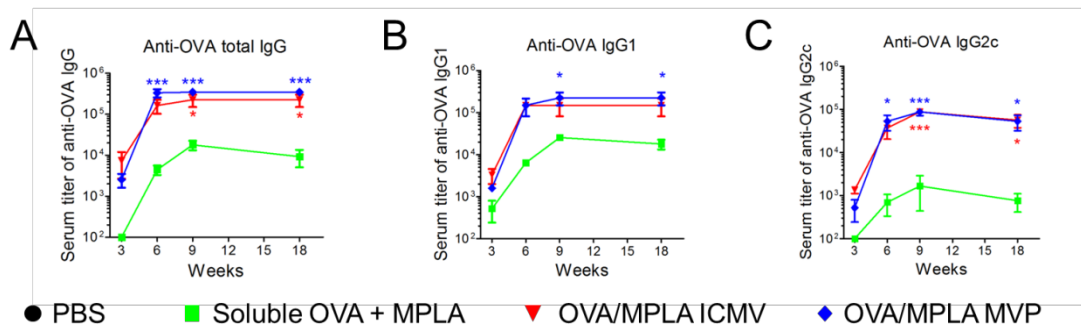 A
Anti-OVA total IgG
Serum titer of anti-OVA IgG
10^6
10^5
10^4
10^3
10^2
*** *** ***
* *
3 6 9 12 15 18
Weeks
B
Anti-OVA IgG1
Serum titer of anti-OVA IgG1
10^6
10^5
10^4
10^3
10^2
* *
3 6 9 12 15 18
Weeks
C
Anti-OVA IgG2c
Serum titer of anti-OVA IgG2c
10^6
10^5
10^4
10^3
10^2
* *** *
*** *
3 6 9 12 15 18
Weeks
PBS Soluble OVA + MPLA OVA/MPLA ICMV OVA/MPLA MVP